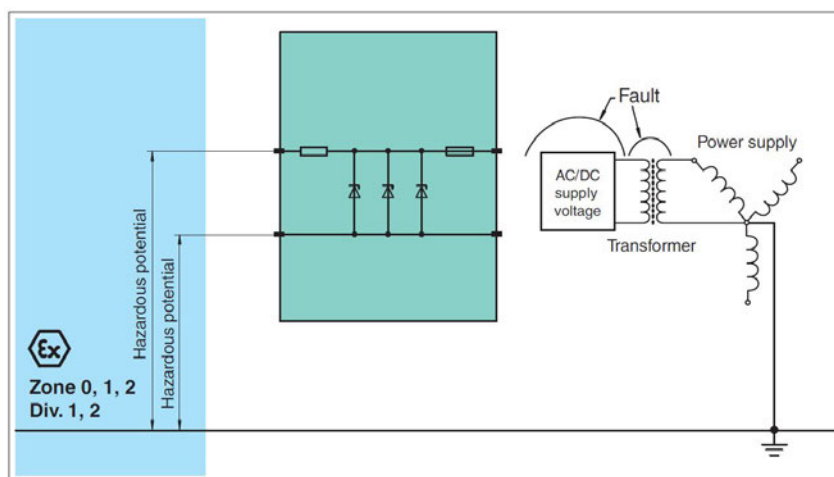 Fault
Power supply
AC/DC
supply
voltage
Transformer
Hazardous potential
Hazardous potential
Ex
Zone 0, 1, 2
Div. 1, 2